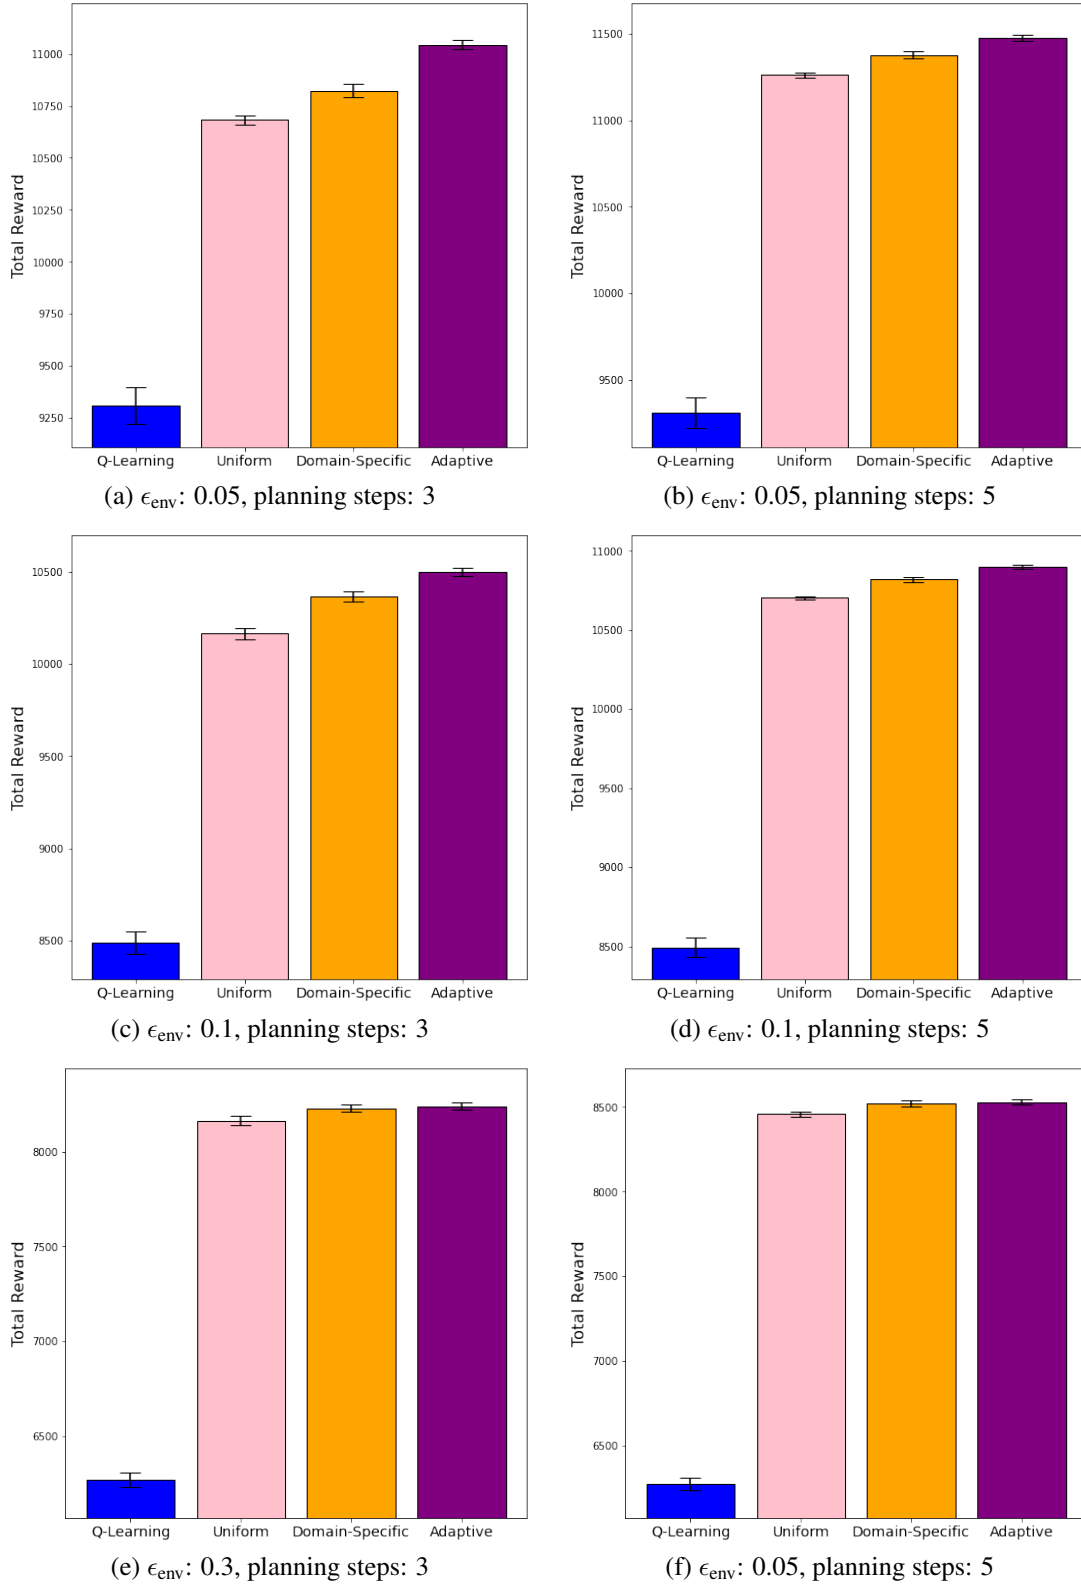 11000
10750
10500
10250
10000
9750
9500
9250
Total Reward
Q-Learning Uniform Domain-Specific Adaptive
(a) ϵenv: 0.05, planning steps: 3
11500
11000
10500
10000
9500
Total Reward
Q-Learning Uniform Domain-Specific Adaptive
(b) ϵenv: 0.05, planning steps: 5
10500
10000
9500
9000
8500
Total Reward
Q-Learning Uniform Domain-Specific Adaptive
(c) ϵenv: 0.1, planning steps: 3
11000
10500
10000
9500
9000
8500
Total Reward
Q-Learning Uniform Domain-Specific Adaptive
(d) ϵenv: 0.1, planning steps: 5
8000
7500
7000
6500
Total Reward
Q-Learning Uniform Domain-Specific Adaptive
(e) ϵenv: 0.3, planning steps: 3
8500
8000
7500
7000
6500
Total Reward
Q-Learning Uniform Domain-Specific Adaptive
(f) ϵenv: 0.05, planning steps: 5